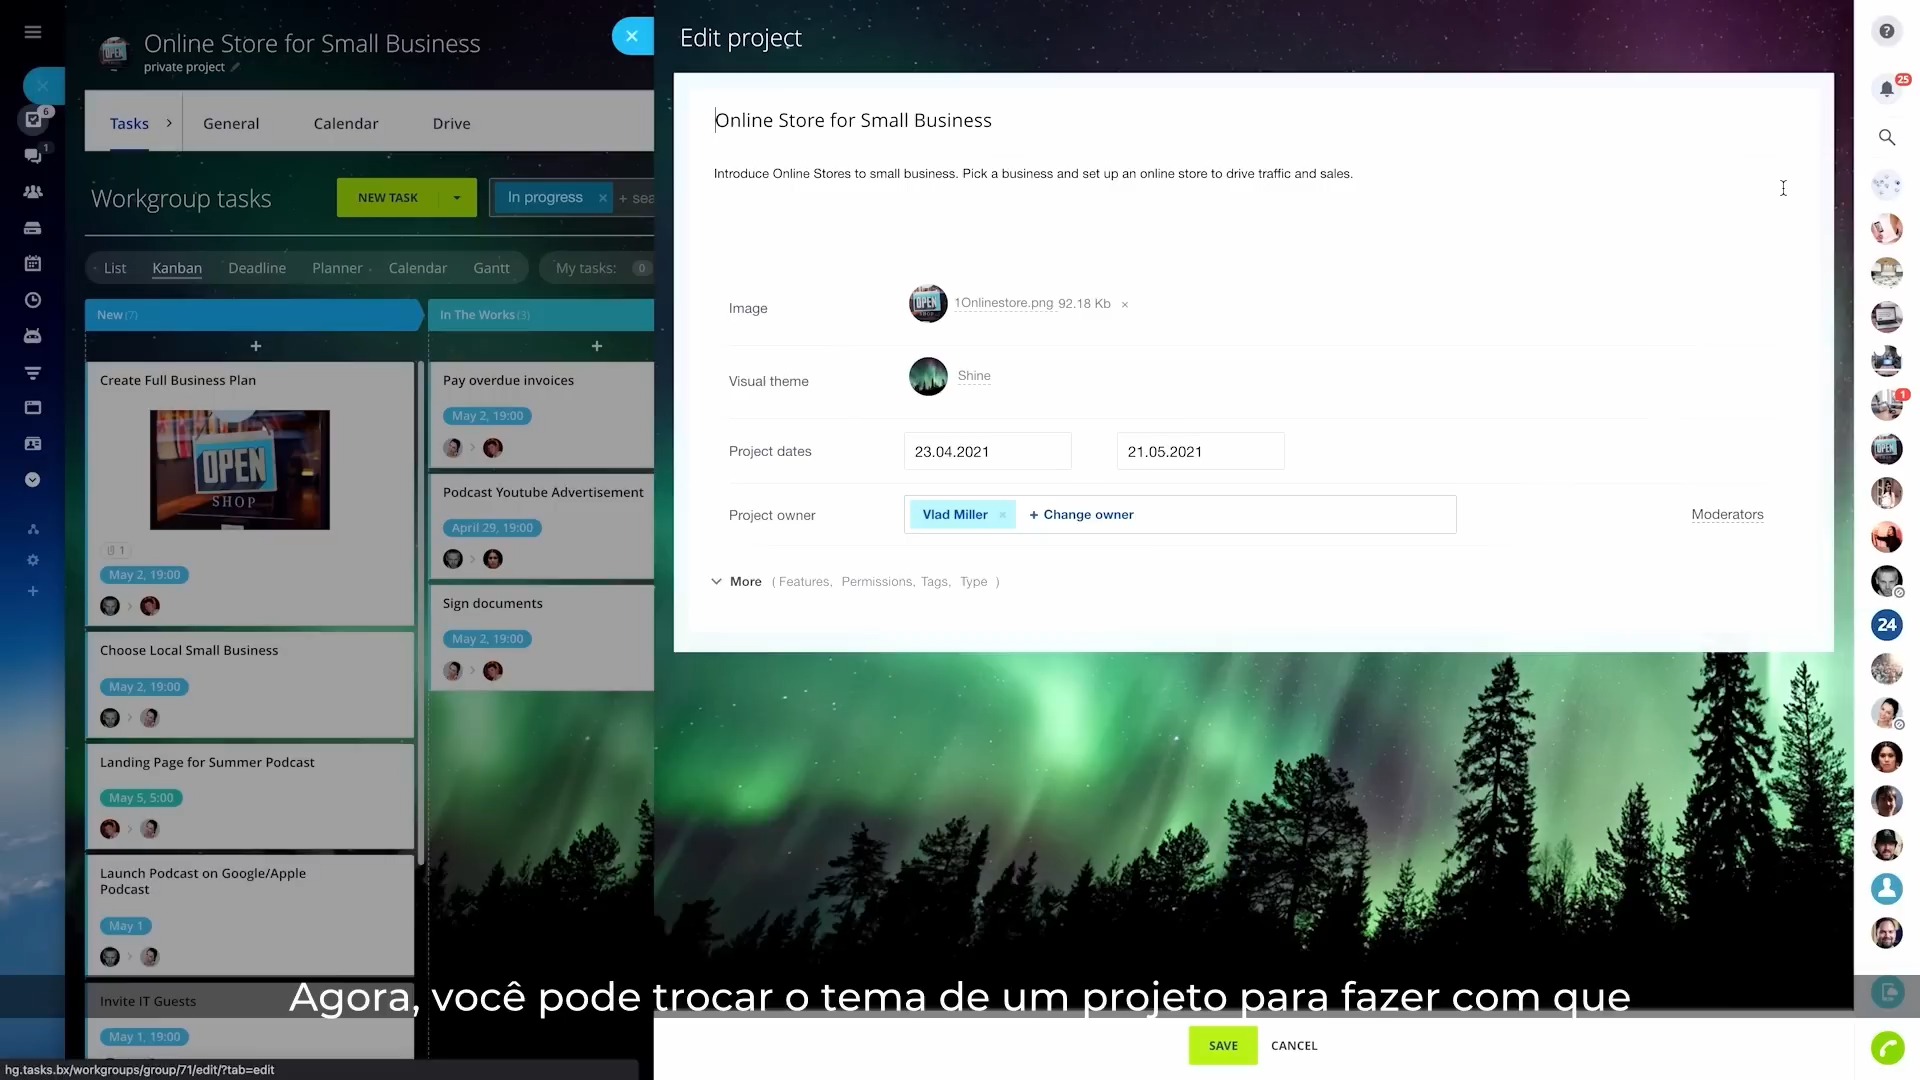 Online Store for Small Business
private project
Edit project
25
6
1
Tasks
General
Calendar
Drive
Online Store for Small Business
Introduce Online Stores to small business. Pick a business and set up an online store to drive traffic and sales.
Workgroup tasks
NEW TASK
In progress ×
+ sea
List
Kanban
Deadline
Planner
Calendar
Gantt
My tasks: 0
New (7)
In The Works (3)
+
+
Create Full Business Plan
OPEN
SHOP
1
May 2, 19:00
Choose Local Small Business
May 2, 19:00
Landing Page for Summer Podcast
May 5, 5:00
Launch Podcast on Google/Apple
Podcast
May 1
Invite IT Guests
May 1, 19:00
Pay overdue invoices
May 2, 19:00
Podcast Youtube Advertisement
April 29, 19:00
Sign documents
May 2, 19:00
Image
OPEN
1Onlinestore.png 92.18 Kb ×
Visual theme
Shine
Project dates
23.04.2021
21.05.2021
Project owner
Vlad Miller ×
+ Change owner
Moderators
More ( Features, Permissions, Tags, Type )
1
OPEN
24
Agora, você pode trocar o tema de um projeto para fazer com que
SAVE
CANCEL
hg.tasks.bx/workgroups/group/71/edit/?tab=edit